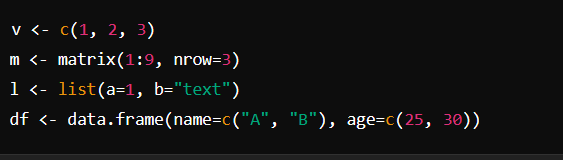 v <- c(1, 2, 3)
m <- matrix(1:9, nrow=3)
l <- list(a=1, b="text")
df <- data.frame(name=c("A", "B"), age=c(25, 30))